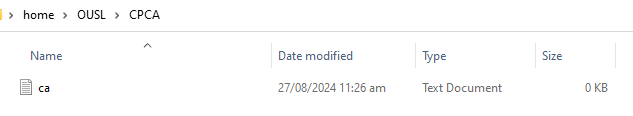 home > OUSL > CPCA
Name Date modified Type Size
ca 27/08/2024 11:26 am Text Document 0 KB